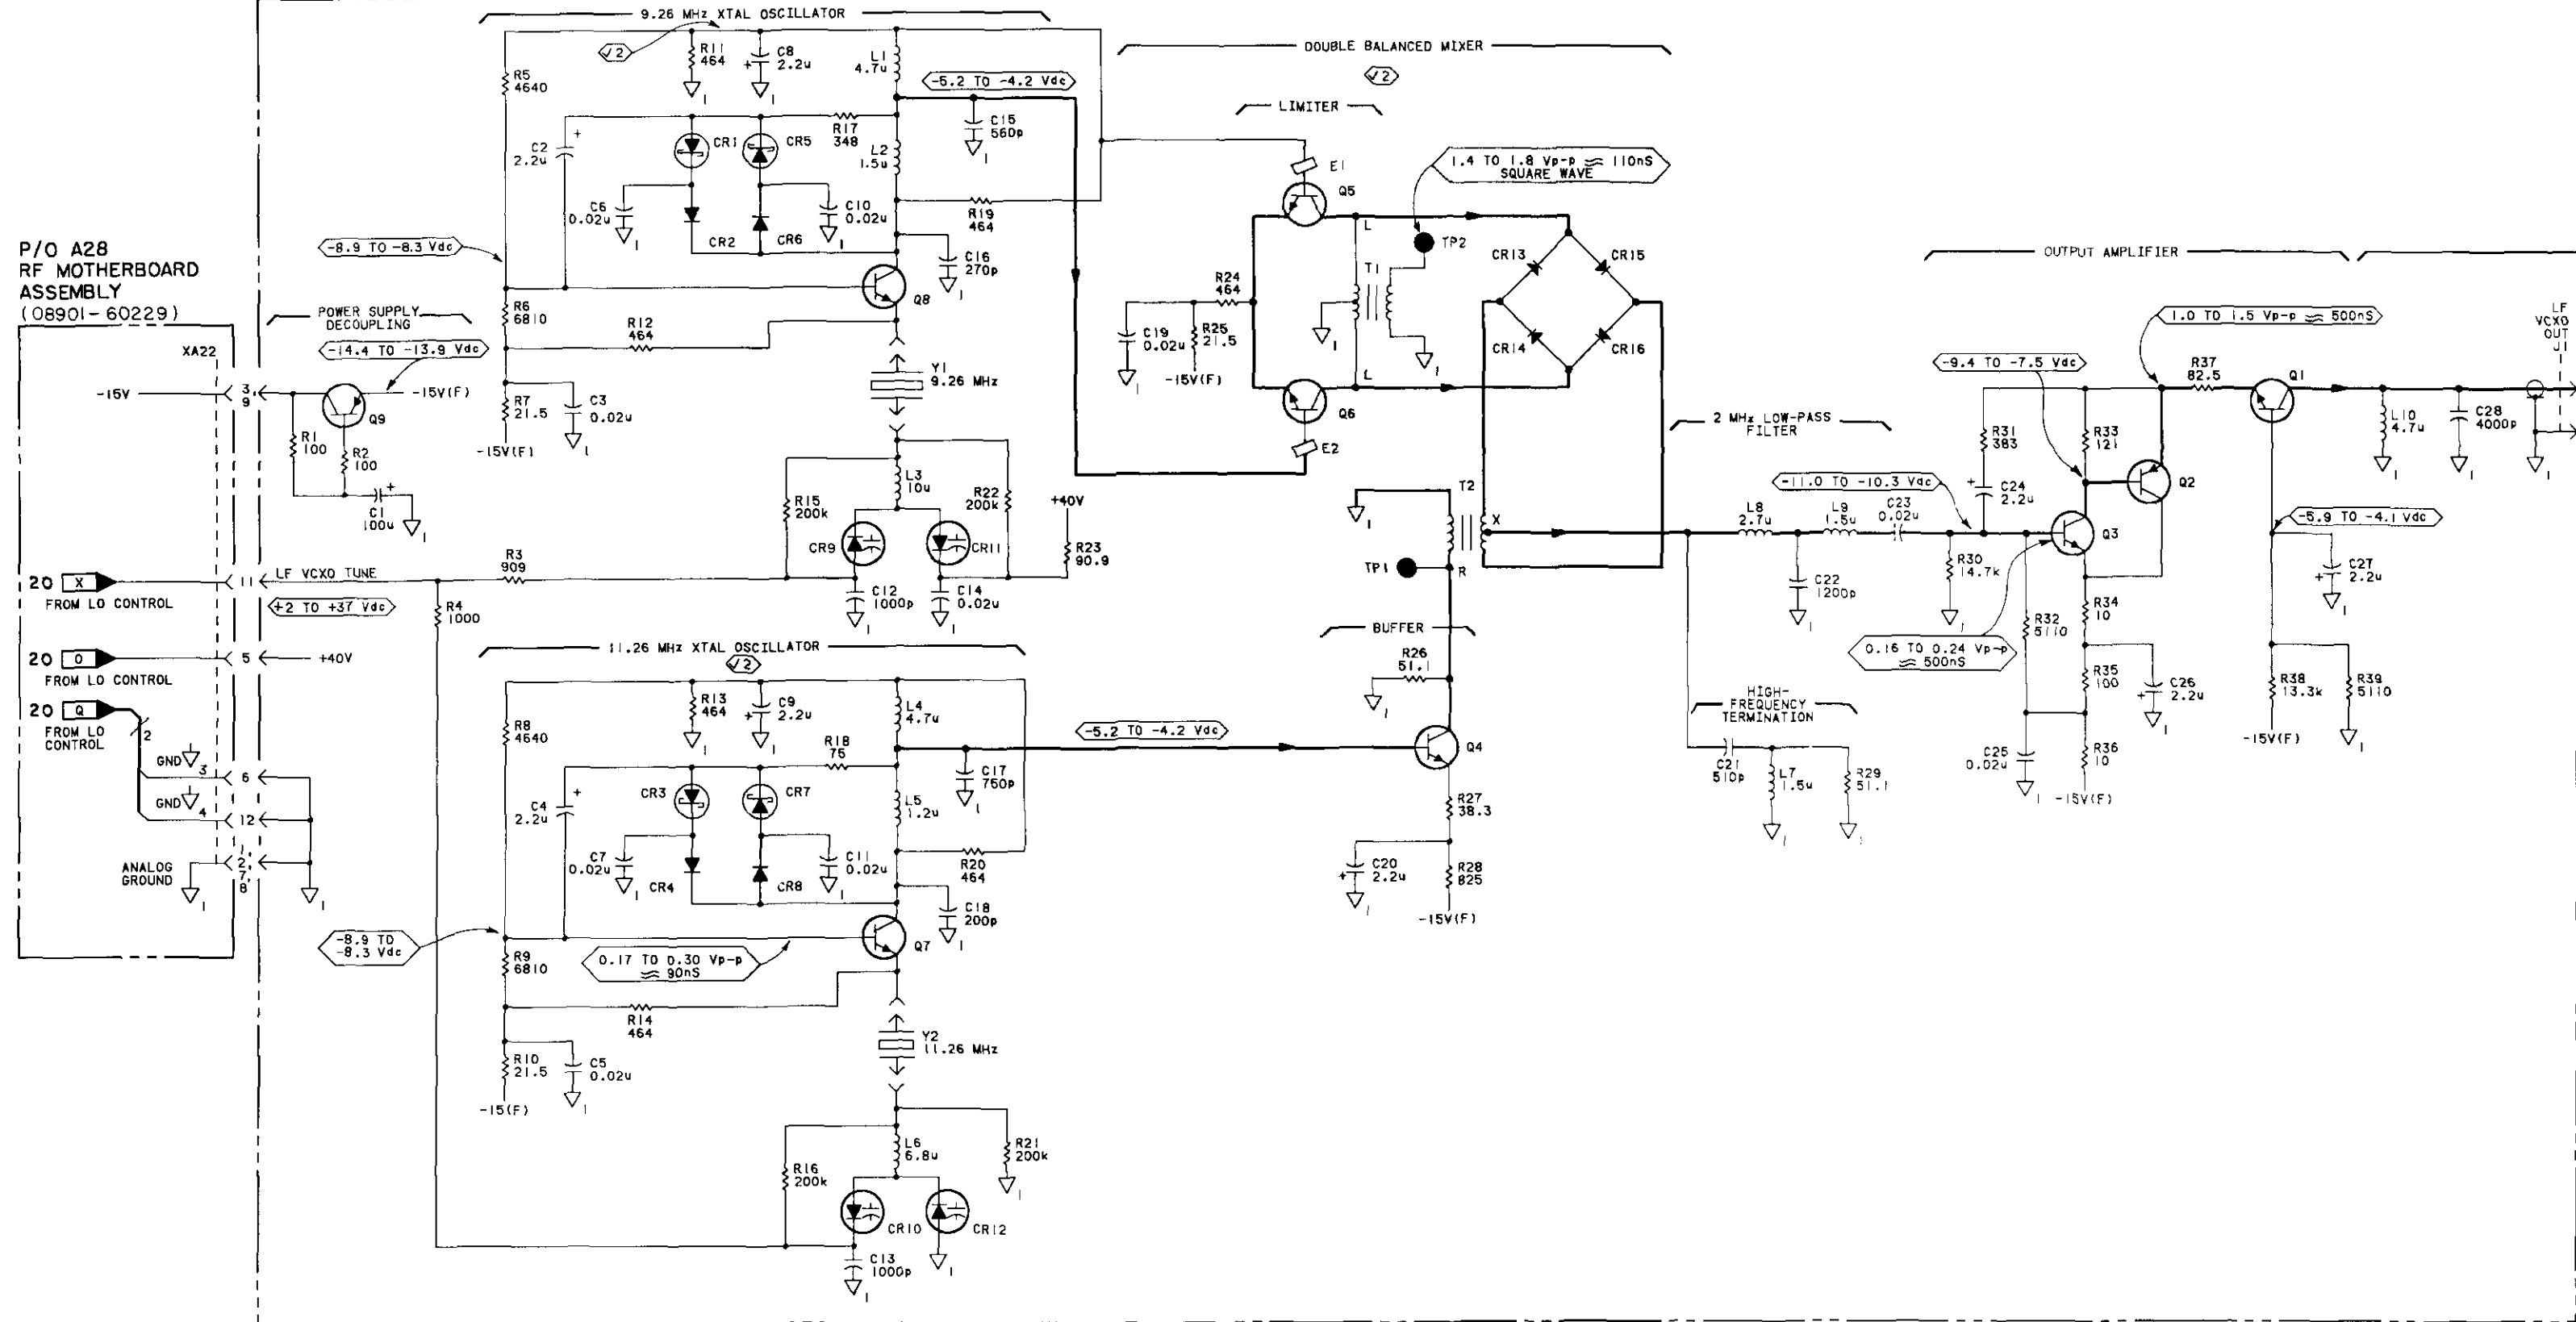 9.26 MHz XTAL OSCILLATOR
√2
R11
464
C8
2.2u
L1
4.7u
R5
4640
-5.2 TO -4.2 Vdc
C15
560p
R17
348
L2
1.5u
C2
2.2u
CR1
CR5
C6
0.02u
C10
0.02u
CR2
CR6
R19
464
C16
270p
-8.9 TO -8.3 Vdc
Q8
R6
6810
R12
464
R7
21.5
C3
0.02u
-15V(F)
Y1
9.26 MHz
P/O A28
RF MOTHERBOARD
ASSEMBLY
(08901-60229)
POWER SUPPLY
DECOUPLING
-14.4 TO -13.9 Vdc
XA22
-15V
3,
9
-15V(F)
Q9
R1
100
R2
100
C1
100u
R15
200k
L3
10u
R22
200k
+40V
R23
90.9
CR9
CR11
C12
1000p
C14
0.02u
R3
909
20 X
FROM LO CONTROL
11
LF VCXO TUNE
+2 TO +37 Vdc
R4
1000
20 O
FROM LO CONTROL
5
+40V
20 Q
FROM LO
CONTROL
2
GND
3
6
GND
4
12
ANALOG
GROUND
1,
2,
7,
8
DOUBLE BALANCED MIXER
√2
LIMITER
E1
Q5
1.4 TO 1.8 Vp-p ≈ 110nS
SQUARE WAVE
TP2
L
T1
R24
464
C19
0.02u
R25
21.5
-15V(F)
L
Q6
E2
CR13
CR15
CR14
CR16
T2
X
TP1
R
2 MHz LOW-PASS
FILTER
L8
2.7u
L9
1.5u
C23
0.02u
C22
1200p
HIGH-
FREQUENCY
TERMINATION
C21
510p
L7
1.5u
R29
51.1
BUFFER
R26
51.1
Q4
R27
38.3
C20
2.2u
R28
825
-15V(F)
OUTPUT AMPLIFIER
1.0 TO 1.5 Vp-p ≈ 500nS
-9.4 TO -7.5 Vdc
R37
82.5
Q1
LF
VCXO
OUT
J1
R31
383
R33
121
L10
4.7u
C28
4000p
-11.0 TO -10.3 Vdc
C24
2.2u
Q2
Q3
-5.9 TO -4.1 Vdc
R30
14.7k
C27
2.2u
R32
5110
R34
10
0.16 TO 0.24 Vp-p
≈ 500nS
R35
100
C26
2.2u
R38
13.3k
R39
5110
C25
0.02u
R36
10
-15V(F)
-15V(F)
11.26 MHz XTAL OSCILLATOR
√2
R13
464
C9
2.2u
L4
4.7u
R8
4640
-5.2 TO -4.2 Vdc
R18
75
C17
750p
C4
2.2u
CR3
CR7
L5
1.2u
C7
0.02u
C11
0.02u
CR4
CR8
R20
464
C18
200p
-8.9 TO
-8.3 Vdc
Q7
R9
6810
0.17 TO 0.30 Vp-p
≈ 90nS
R14
464
R10
21.5
C5
0.02u
-15(F)
Y2
11.26 MHz
R16
200k
L6
6.8u
R21
200k
CR10
CR12
C13
1000p